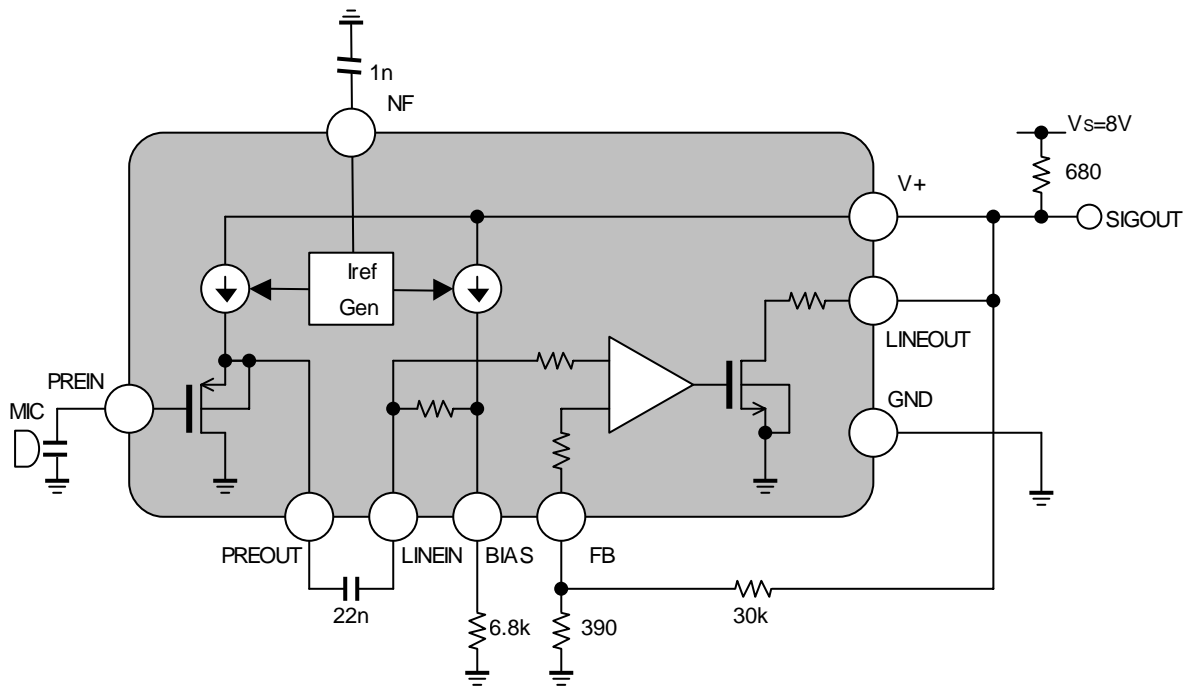 1n
NF
Vs=8V
680
V+
SIGOUT
Iref
Gen
LINEOUT
PREIN
MIC
GND
PREOUT
LINEIN
BIAS
FB
22n
6.8k
390
30k